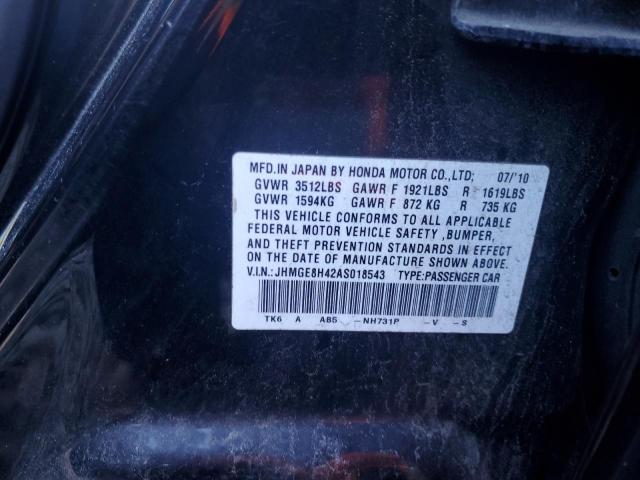 MFD.IN JAPAN BY HONDA MOTOR CO.,LTD; 07/'10
GVWR 3512LBS GAWR F 1921LBS R 1619LBS
GVWR 1594KG GAWR F 872 KG R 735 KG
THIS VEHICLE CONFORMS TO ALL APPLICABLE
FEDERAL MOTOR VEHICLE SAFETY ,BUMPER,
AND THEFT PREVENTION STANDARDS IN EFFECT
ON THE DATE OF MANUFACTURE SHOWN ABOVE.
V.I.N.: JHMGE8H42AS018543 TYPE:PASSENGER CAR
TK6 A AB5 -NH731P -V -S